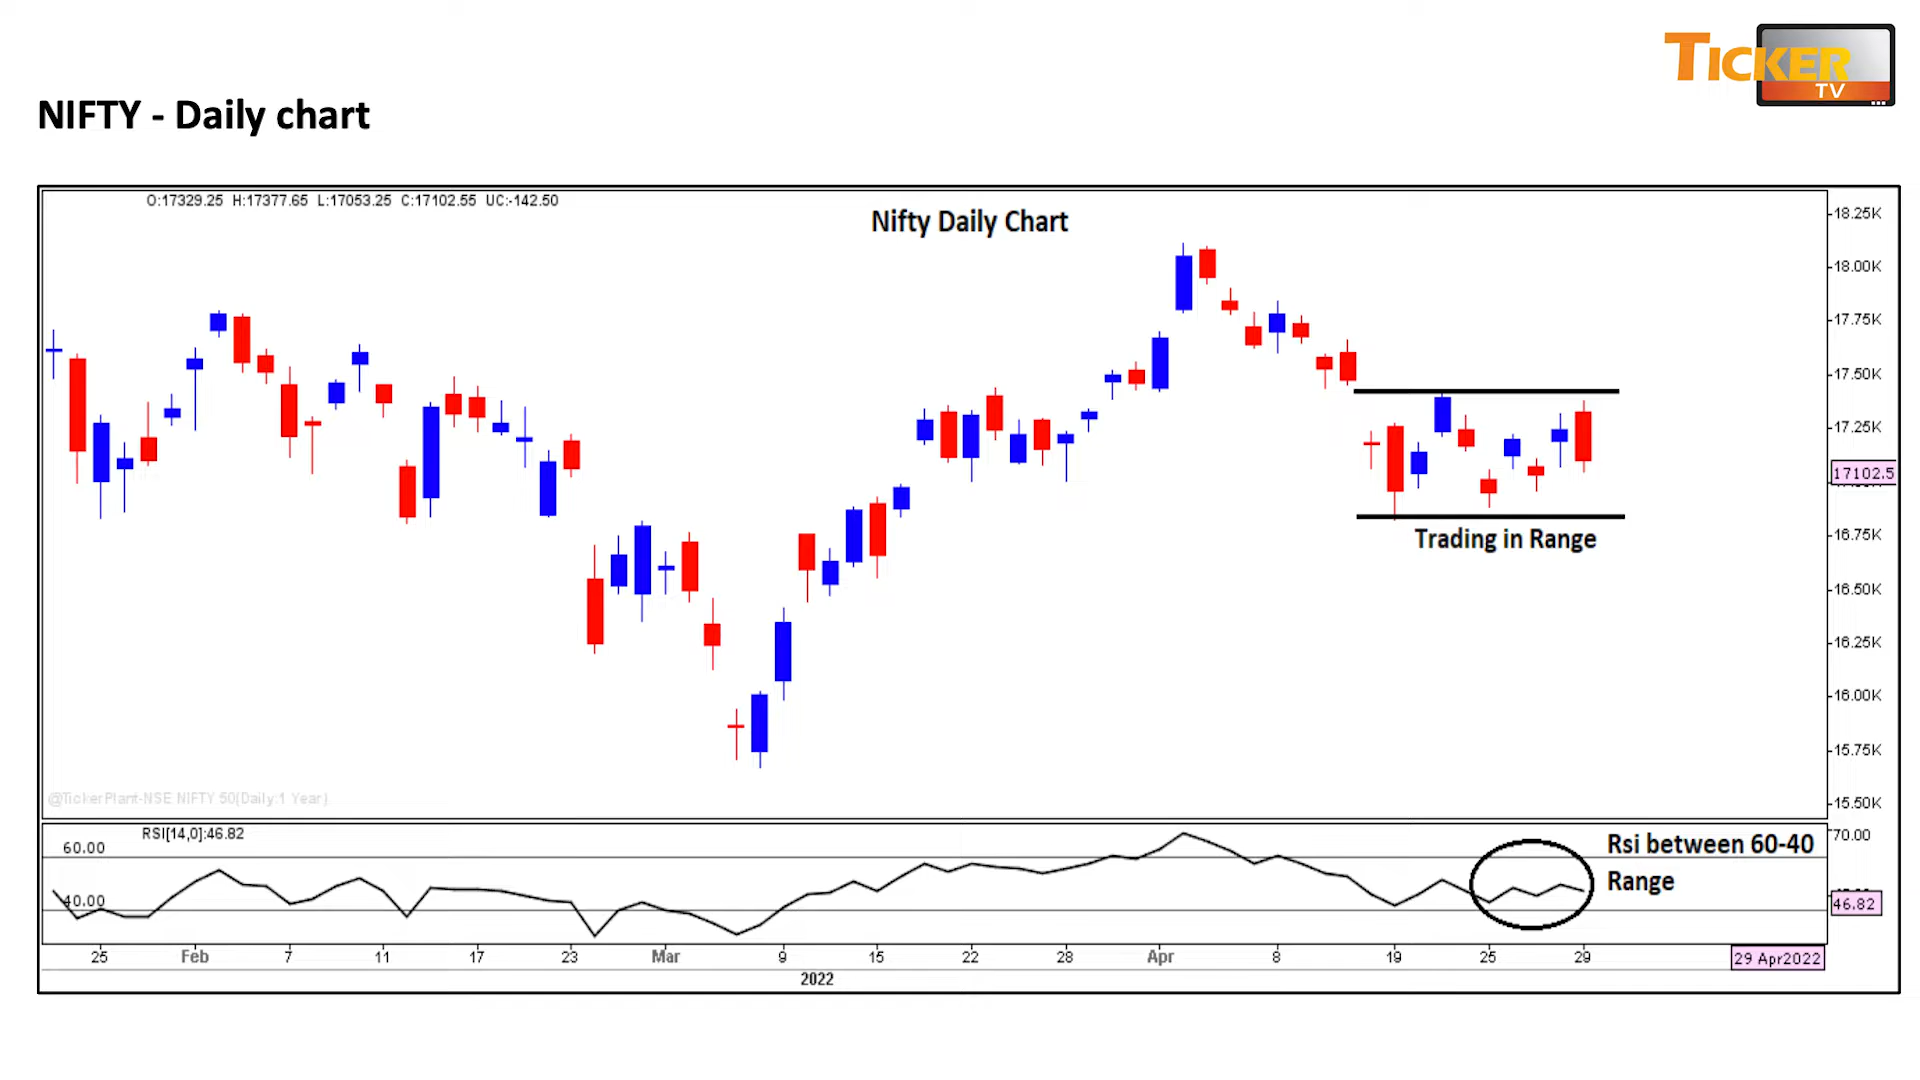 TICKER
TV
NIFTY - Daily chart
O:17329.25 H:17377.65 L:17053.25 C:17102.55 UC:-142.50
Nifty Daily Chart
18.25K
18.00K
17.75K
17.50K
17.25K
17102.5
16.75K
Trading in Range
16.50K
16.25K
16.00K
15.75K
@TickerPlant-NSE NIFTY 50(Daily:1 Year)
15.50K
RSI[14,0]:46.82
70.00
60.00
Rsi between 60-40
Range
40.00
46.82
25 Feb 7 11 17 23 Mar 9 15 22 28 Apr 8 19 25 29
29 Apr2022
2022